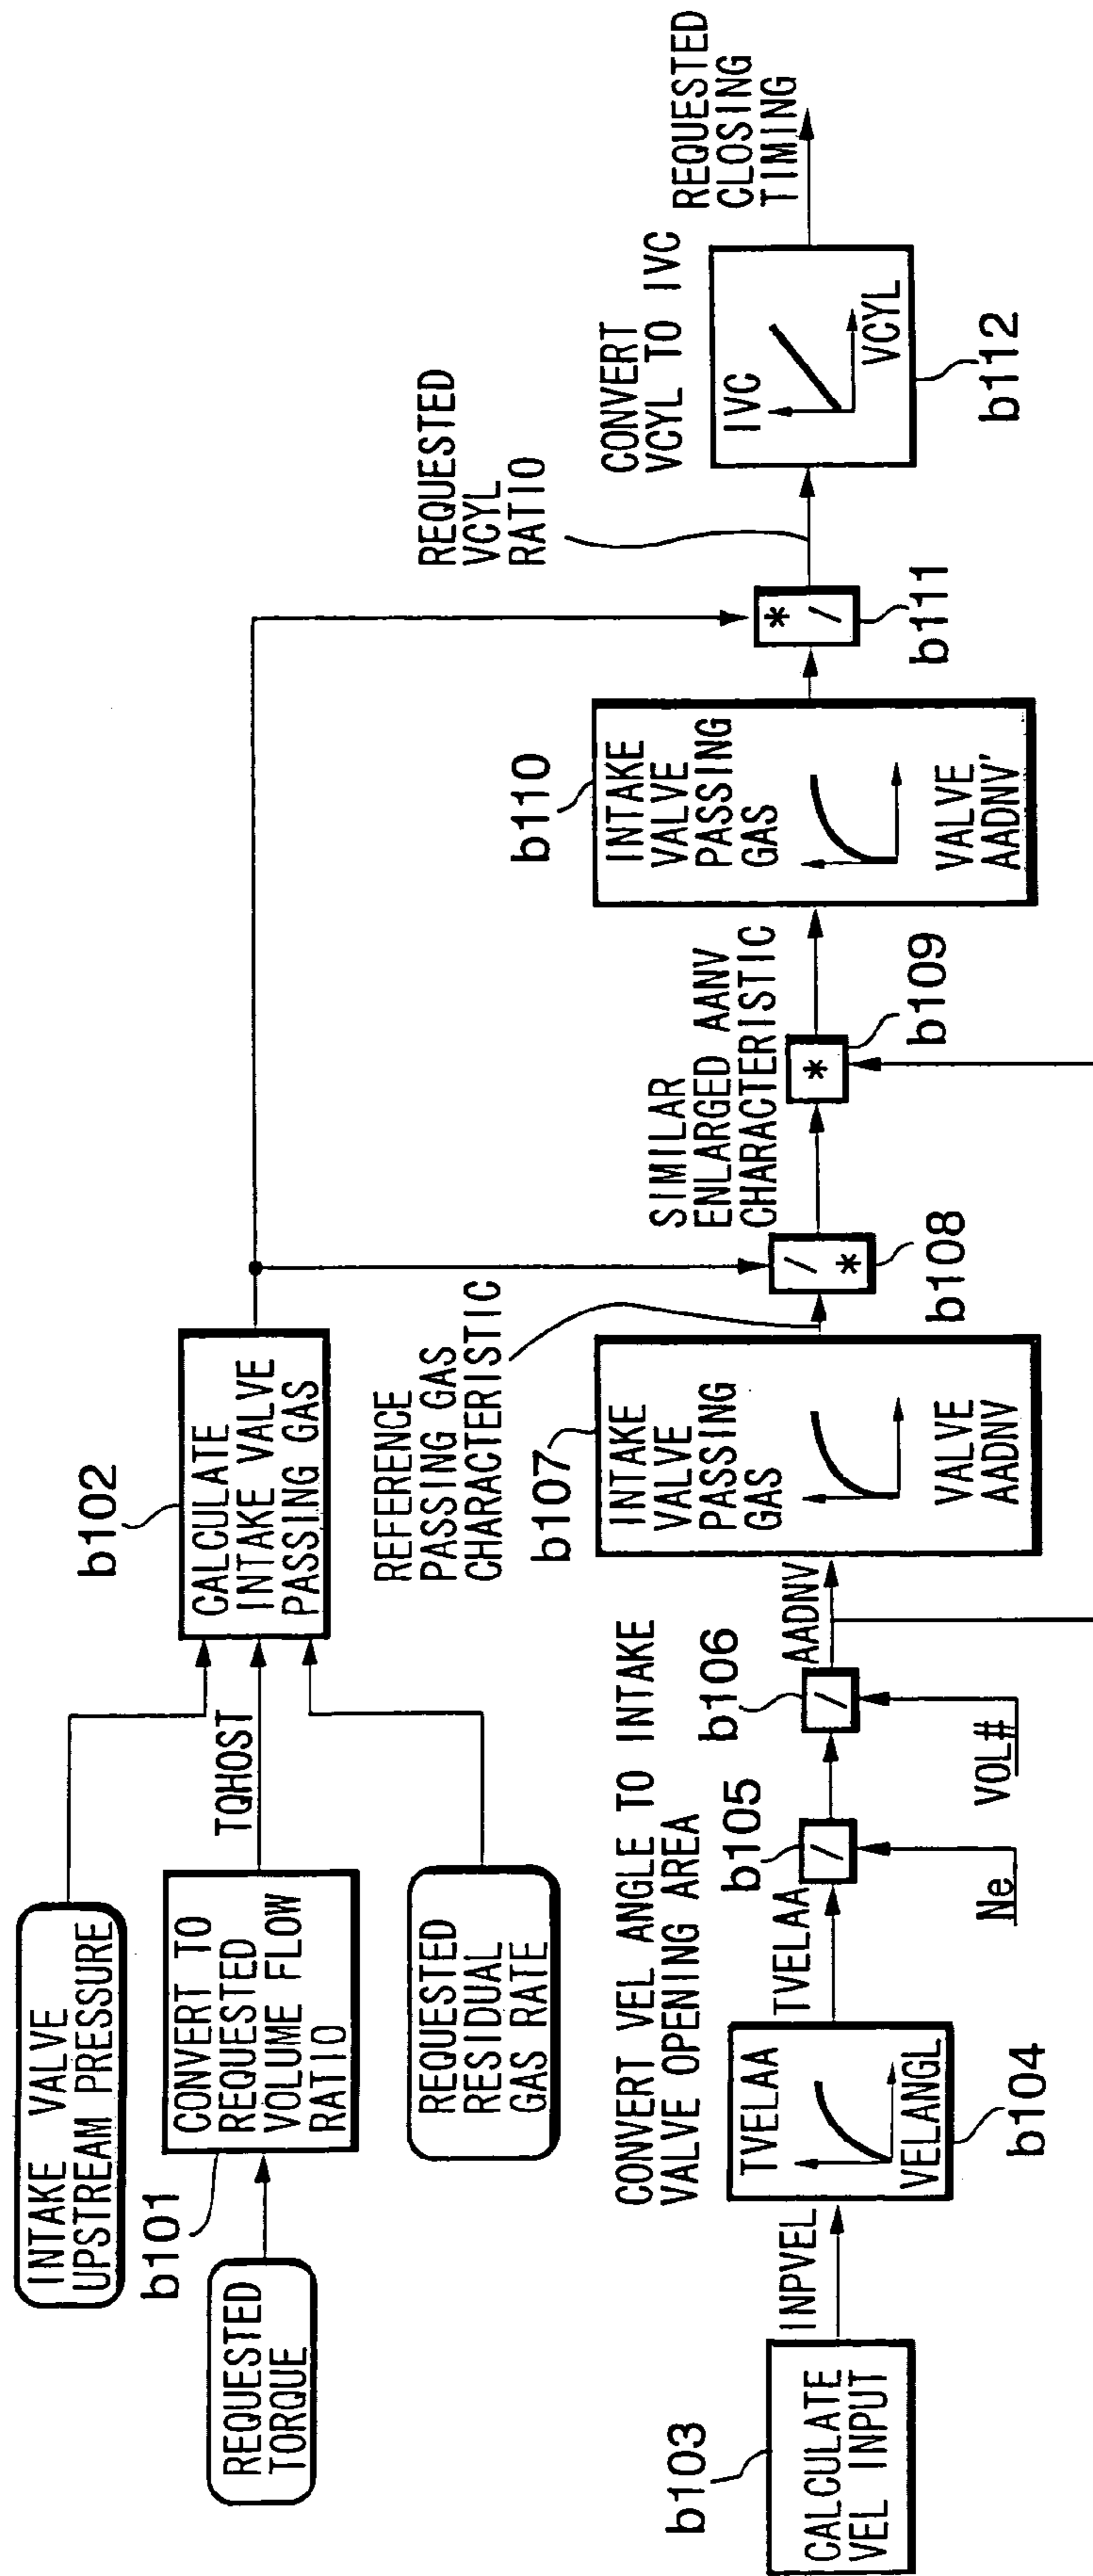 INTAKE VALVE
UPSTREAM PRESSURE
b101
REQUESTED
TORQUE
CONVERT TO
REQUESTED
VOLUME FLOW
RATIO
TQHOST
REQUESTED
RESIDUAL
GAS RATE
b102
CALCULATE
INTAKE VALVE
PASSING GAS
b103
CALCULATE
VEL INPUT
INPVEL
CONVERT VEL ANGLE TO INTAKE
VALVE OPENING AREA
TVELAA
VELANGL
b104
TVELAA
b105
/
Ne
b106
/
VOL#
AADNV
REFERENCE
PASSING GAS
CHARACTERISTIC
b107
INTAKE
VALVE
PASSING
GAS
VALVE
AADNV
/
*
b108
SIMILAR
ENLARGED AANV
CHARACTERISTIC
*
b109
b110
INTAKE
VALVE
PASSING
GAS
VALVE
AADNV'
*
/
b111
REQUESTED
VCYL
RATIO
CONVERT
VCYL TO IVC
IVC
VCYL
b112
REQUESTED
CLOSING
TIMING